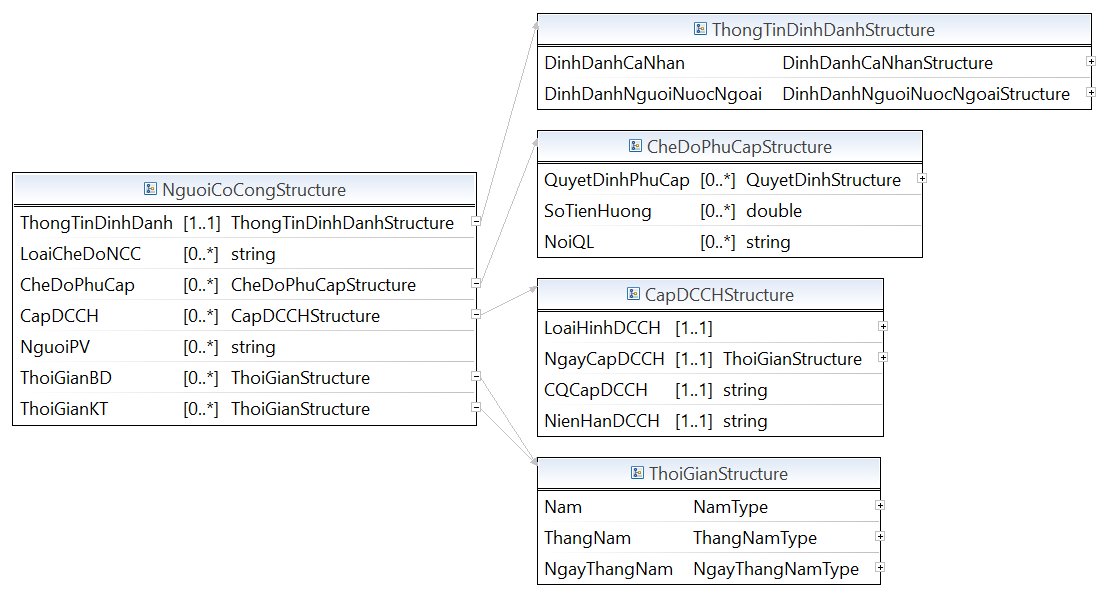 NguoiCoCongStructure
ThongTinDinhDanh [1..1] ThongTinDinhDanhStructure
LoaiCheDoNCC [0..*] string
CheDoPhuCap [0..*] CheDoPhuCapStructure
CapDCCH [0..*] CapDCCHStructure
NguoiPV [0..*] string
ThoiGianBD [0..*] ThoiGianStructure
ThoiGianKT [0..*] ThoiGianStructure
ThongTinDinhDanhStructure
DinhDanhCaNhan DinhDanhCaNhanStructure
DinhDanhNguoiNuocNgoai DinhDanhNguoiNuocNgoaiStructure
CheDoPhuCapStructure
QuyetDinhPhuCap [0..*] QuyetDinhStructure
SoTienHuong [0..*] double
NoiQL [0..*] string
CapDCCHStructure
LoaiHinhDCCH [1..1]
NgayCapDCCH [1..1] ThoiGianStructure
CQCapDCCH [1..1] string
NienHanDCCH [1..1] string
ThoiGianStructure
Nam NamType
ThangNam ThangNamType
NgayThangNam NgayThangNamType